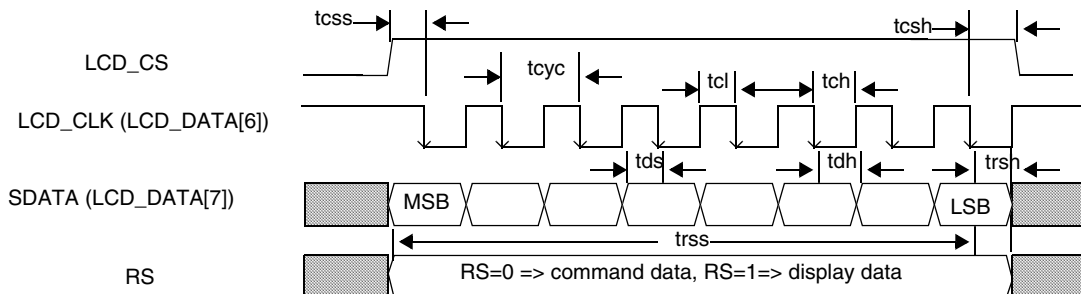 tcss
tcsh
LCD_CS
tcyc
tcl
tch
LCD_CLK (LCD_DATA[6])
tds
tdh
trsh
SDATA (LCD_DATA[7])
MSB
LSB
trss
RS
RS=0 => command data, RS=1=> display data